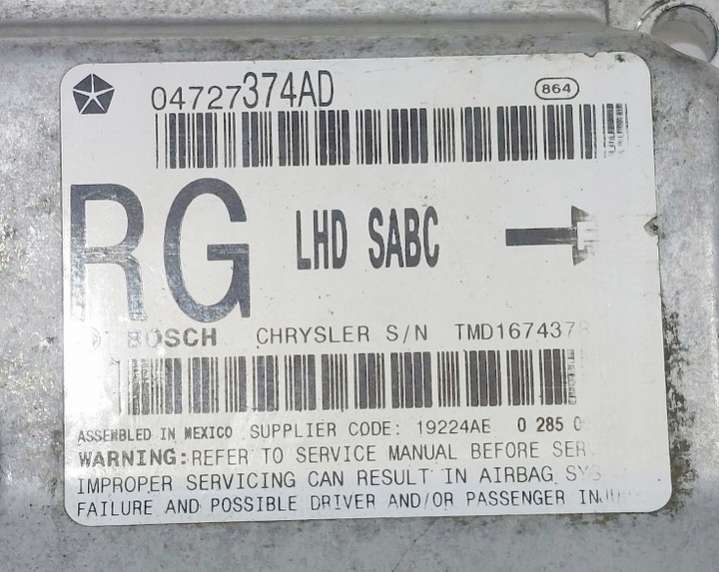 04727374AD 864
RG LHD SABC
BOSCH CHRYSLER S/N TMD167437
ASSEMBLED IN MEXICO SUPPLIER CODE: 19224AE 0 285 0
WARNING: REFER TO SERVICE MANUAL BEFORE
IMPROPER SERVICING CAN RESULT IN AIRBAG
FAILURE AND POSSIBLE DRIVER AND/OR PASSENGER